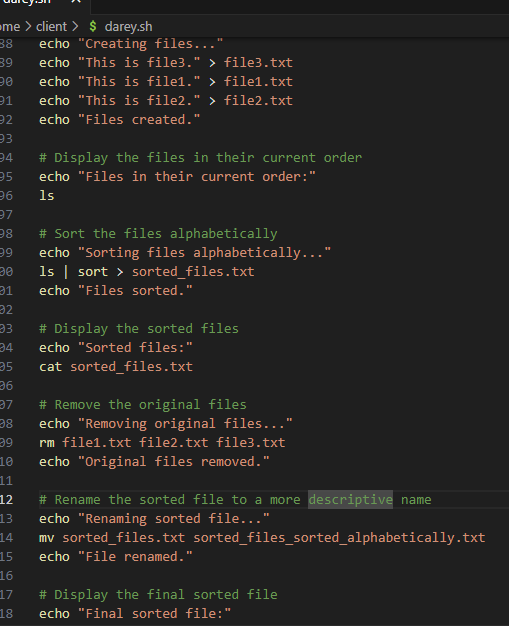 darey.sh
ome > client > $ darey.sh
88 echo "Creating files..."
89 echo "This is file3." > file3.txt
90 echo "This is file1." > file1.txt
91 echo "This is file2." > file2.txt
92 echo "Files created."
93
94 # Display the files in their current order
95 echo "Files in their current order:"
96 ls
97
98 # Sort the files alphabetically
99 echo "Sorting files alphabetically..."
00 ls | sort > sorted_files.txt
01 echo "Files sorted."
02
03 # Display the sorted files
04 echo "Sorted files:"
05 cat sorted_files.txt
06
07 # Remove the original files
08 echo "Removing original files..."
09 rm file1.txt file2.txt file3.txt
10 echo "Original files removed."
11
12 # Rename the sorted file to a more descriptive name
13 echo "Renaming sorted file..."
14 mv sorted_files.txt sorted_files_sorted_alphabetically.txt
15 echo "File renamed."
16
17 # Display the final sorted file
18 echo "Final sorted file:"